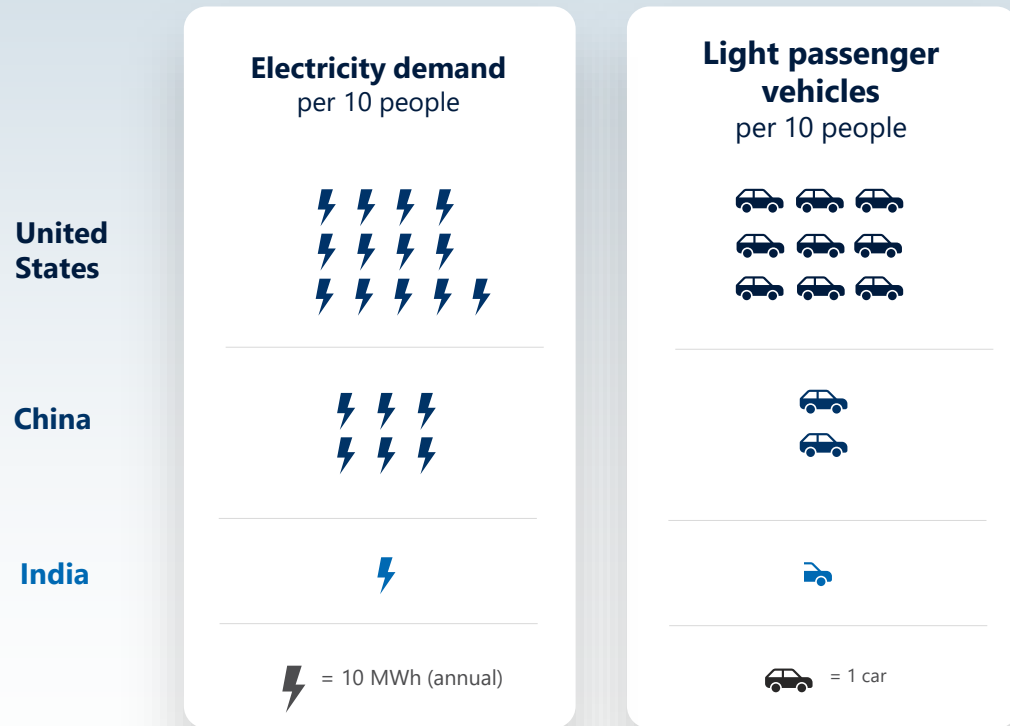 Electricity demand
per 10 people
Light passenger
vehicles
per 10 people
United
States
China
India
= 10 MWh (annual)
= 1 car